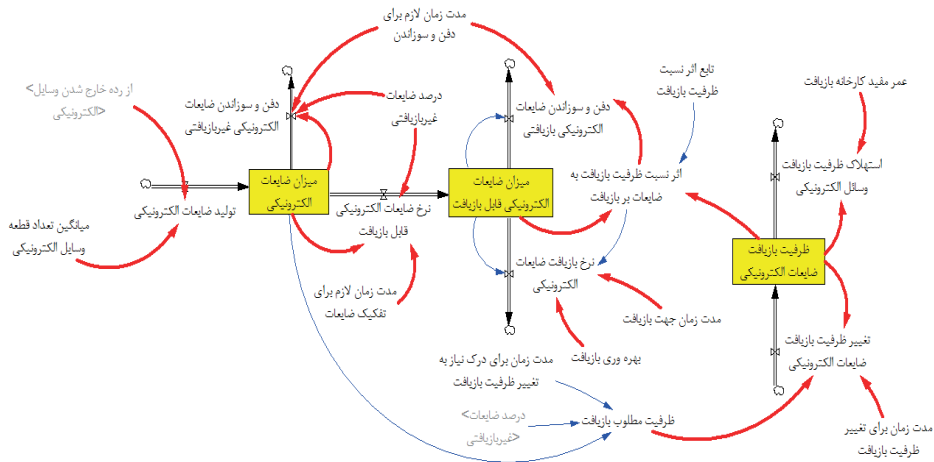 مدت زمان لازم برای
دفن و سوزاندن
تابع اثر نسبت
ظرفیت بازیافت
عمر مفید کارخانه بازیافت
<از رده خارج شدن وسایل
الکترونیکی>
دفن و سوزاندن ضایعات
الکترونیکی غیربازیافتی
درصد ضایعات
غیربازیافتی
دفن و سوزاندن ضایعات
الکترونیکی بازیافتی
استهلاک ظرفیت بازیافت
وسائل الکترونیکی
میزان ضایعات
الکترونیکی
میزان ضایعات
الکترونیکی قابل بازیافت
اثر نسبت ظرفیت بازیافت به
ضایعات بر بازیافت
تولید ضایعات الکترونیکی
نرخ ضایعات الکترونیکی
قابل بازیافت
میانگین تعداد قطعه
وسایل الکترونیکی
ظرفیت بازیافت
ضایعات الکترونیکی
نرخ بازیافت ضایعات
الکترونیکی
مدت زمان لازم برای
تفکیک ضایعات
مدت زمان جهت بازیافت
بهره وری بازیافت
تغییر ظرفیت بازیافت
ضایعات الکترونیکی
مدت زمان برای درک نیاز به
تغییر ظرفیت بازیافت
<درصد ضایعات
غیربازیافتی>
ظرفیت مطلوب بازیافت
مدت زمان برای تغییر
ظرفیت بازیافت